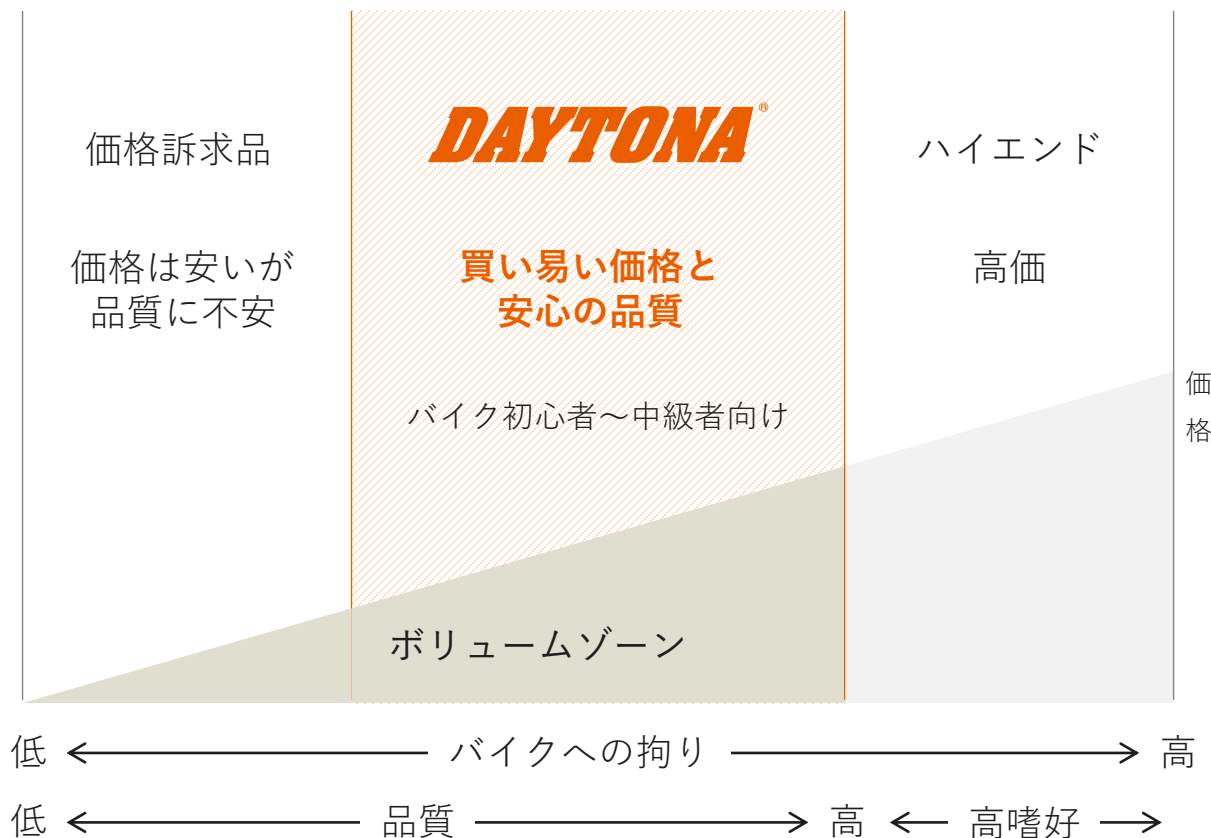 価格訴求品
価格は安いが
品質に不安
DAYTONA®
買い易い価格と
安心の品質
バイク初心者～中級者向け
ハイエンド
高価
価
格
ボリュームゾーン
低 バイクへの拘り 高
低 品質 高 高嗜好